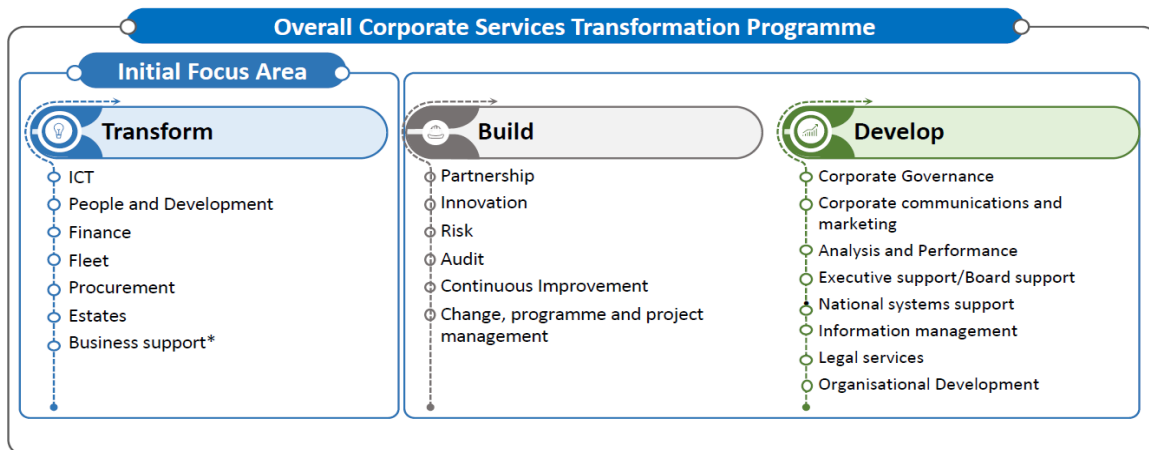 Overall Corporate Services Transformation Programme
Initial Focus Area
Transform
ICT
People and Development
Finance
Fleet
Procurement
Estates
Business support*
Build
Partnership
Innovation
Risk
Audit
Continuous Improvement
Change, programme and project
management
Develop
Corporate Governance
Corporate communications and
marketing
Analysis and Performance
Executive support/Board support
National systems support
Information management
Legal services
Organisational Development